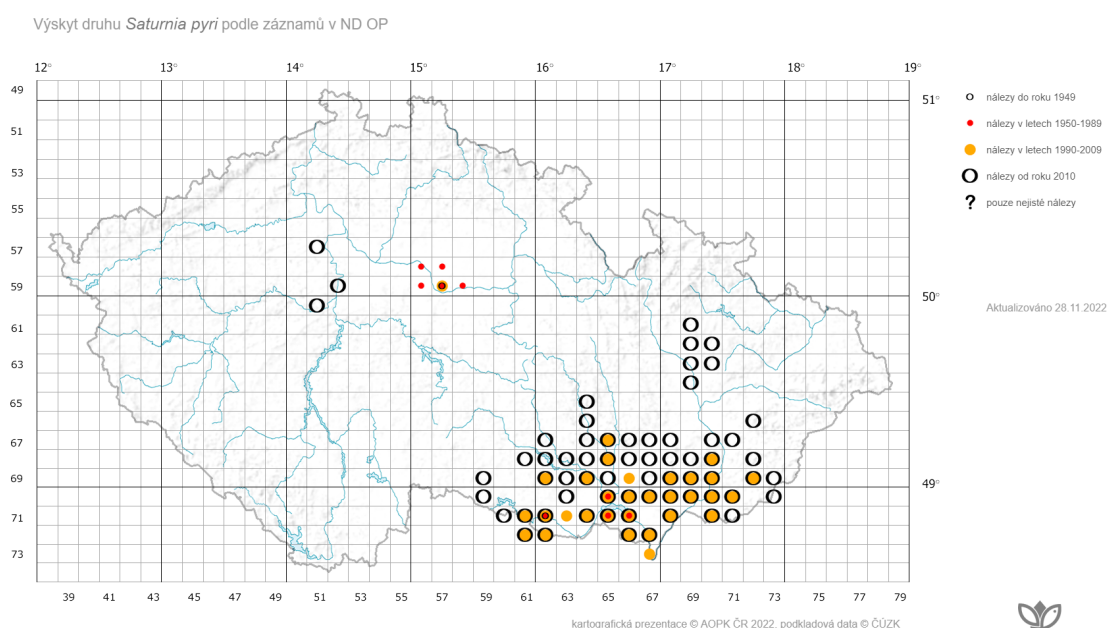 Výskyt druhu Saturnia pyri podle záznamů v ND OP
12° 13° 14° 15° 16° 17° 18° 19°
49
51
53
55
57
59
61
63
65
67
69
71
73
51°
50°
49°
39 41 43 45 47 49 51 53 55 57 59 61 63 65 67 69 71 73 75 77 79
nálezy do roku 1949
nálezy v letech 1950-1989
nálezy v letech 1990-2009
nálezy od roku 2010
? pouze nejisté nálezy
Aktualizováno 28.11.2022
kartografická prezentace © AOPK ČR 2022, podkladová data © ČÚZK